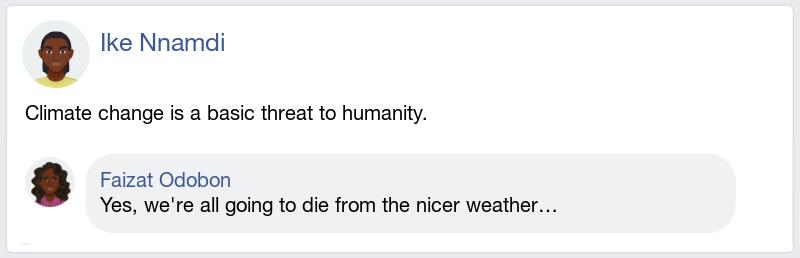 Ike Nnamdi
Climate change is a basic threat to humanity.
Faizat Odobon
Yes, we're all going to die from the nicer weather…